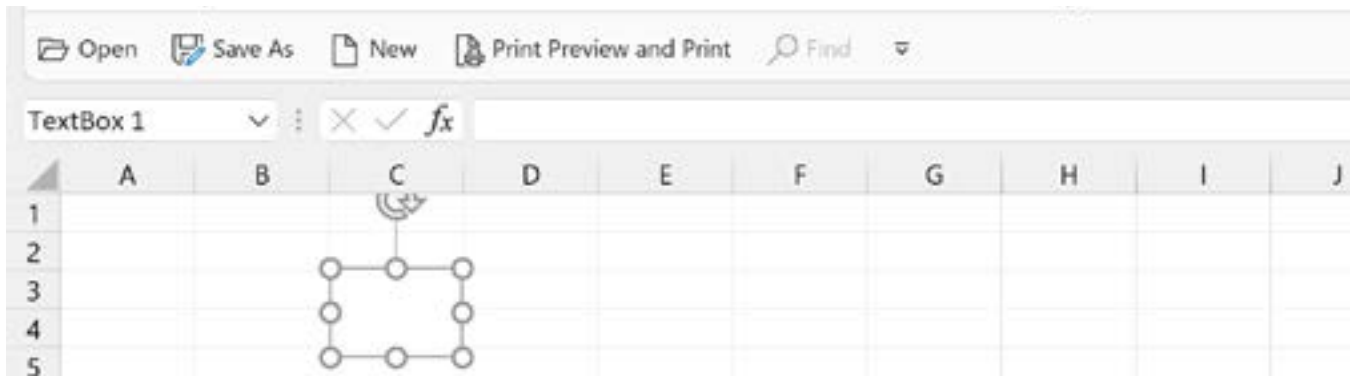 Open Save As New Print Preview and Print Find
TextBox 1 fx
A B C D E F G H I J
1
2
3
4
5